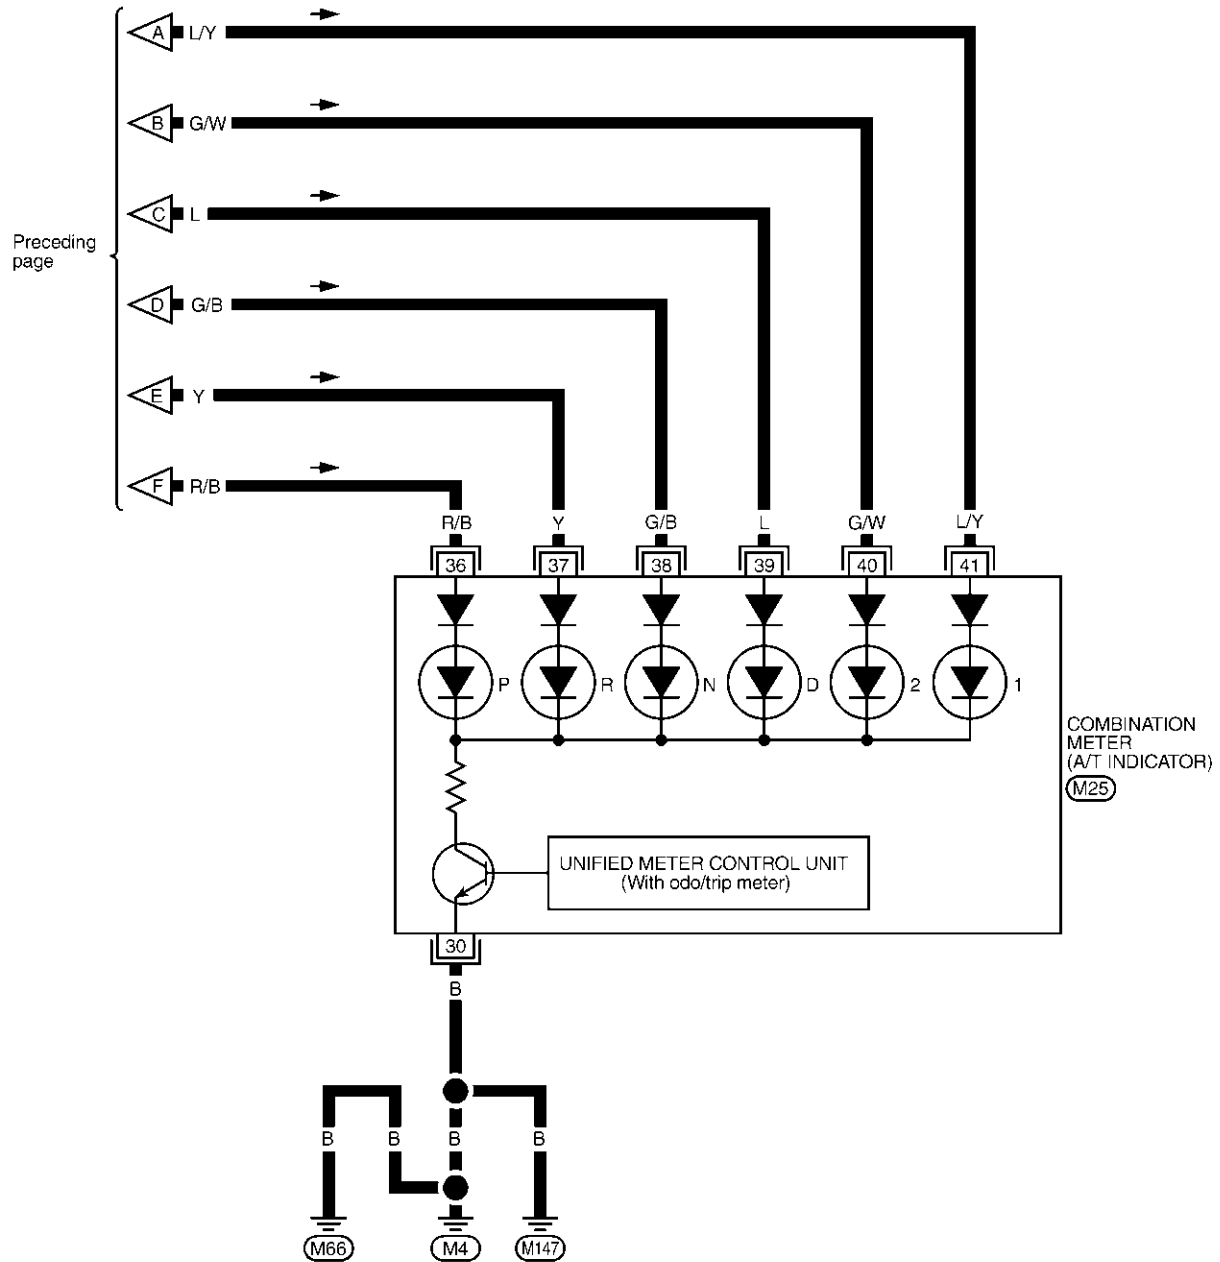 A L/Y
B G/W
C L
Preceding
page
D G/B
E Y
F R/B
R/B Y G/B L G/W L/Y
36 37 38 39 40 41
P R N D 2 1
COMBINATION
METER
(A/T INDICATOR)
M25
UNIFIED METER CONTROL UNIT
(With odo/trip meter)
30
B
B B B B
M66 M4 M147